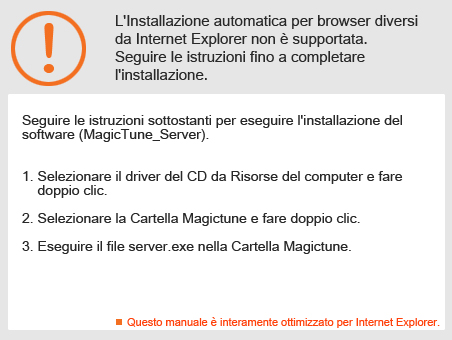 L'Installazione automatica per browser diversi
da Internet Explorer non è supportata.
Seguire le istruzioni fino a completare
l'installazione.
Seguire le istruzioni sottostanti per eseguire l'installazione del
software (MagicTune_Server).
1. Selezionare il driver del CD da Risorse del computer e fare
doppio clic.
2. Selezionare la Cartella Magictune e fare doppio clic.
3. Eseguire il file server.exe nella Cartella Magictune.
Questo manuale è interamente ottimizzato per Internet Explorer.